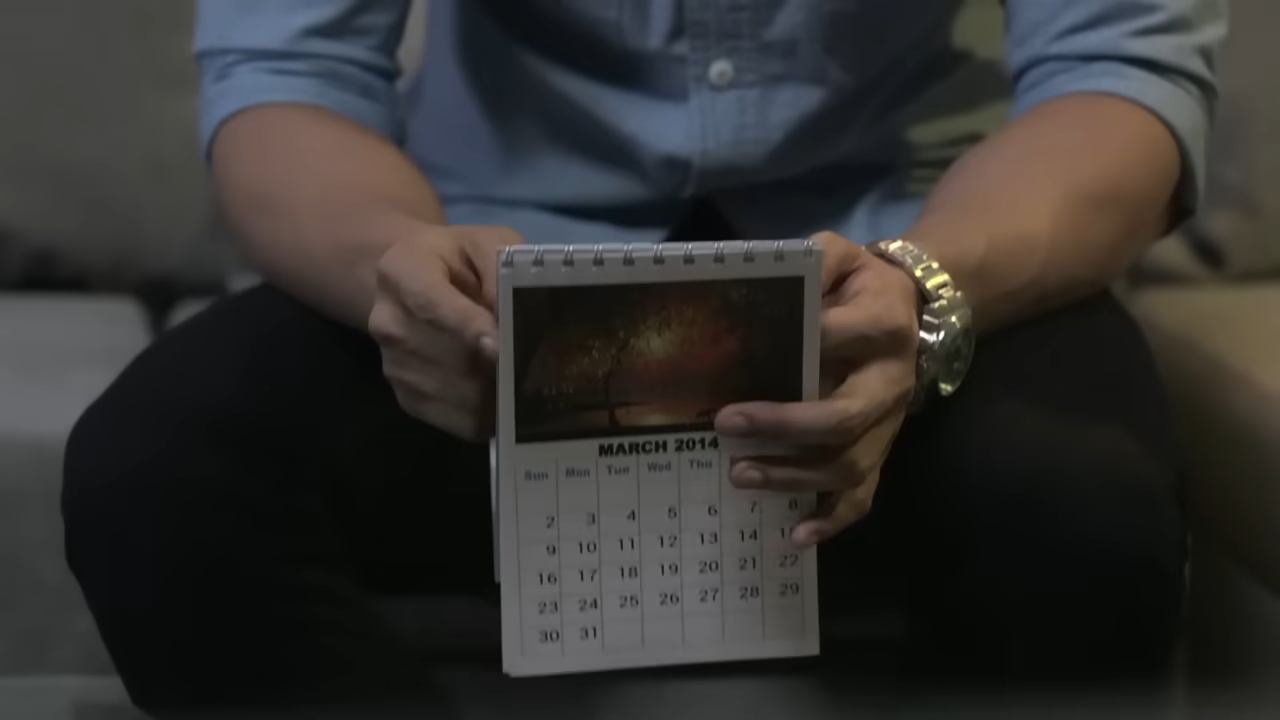 MARCH 2014
Sun Mon Tue Wed Thu
2 3 4 5 6 7 8
9 10 11 12 13 14
16 17 18 19 20 21 22
23 24 25 26 27 28 29
30 31